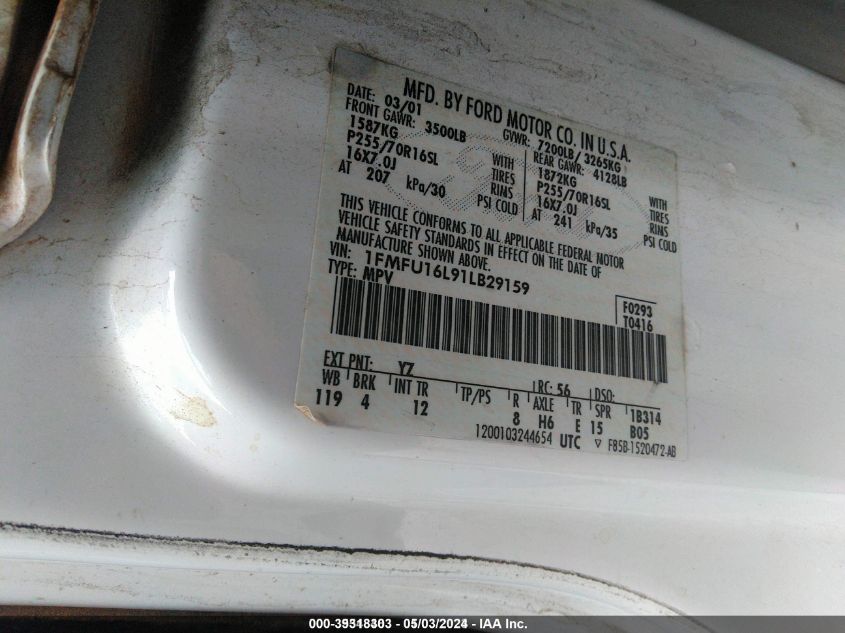 MFD. BY FORD MOTOR CO. IN U.S.A.
DATE: 03/01 GVWR: 7200LB/ 3265KG
FRONT GAWR: 3500LB REAR GAWR: 4128LB
1587KG WITH 1872KG WITH
P255/70R16SL TIRES P255/70R16SL TIRES
16X7.0J RIMS 16X7.0J RIMS
AT 207 kPa/30 PSI COLD AT 241 kPa/35 PSI COLD
THIS VEHICLE CONFORMS TO ALL APPLICABLE FEDERAL MOTOR
VEHICLE SAFETY STANDARDS IN EFFECT ON THE DATE OF
MANUFACTURE SHOWN ABOVE.
VIN: 1FMFU16L91LB29159
TYPE: MPV
F0293
T0416
EXT PNT: YZ RC: 56 DSO:
WB BRK INT TR TP/PS R AXLE TR SPR 1B314
119 4 12 8 H6 E 15 B05
1200103244654 UTC ▽ F85B-1520472-AB
05/03/2024 - IAA Inc.